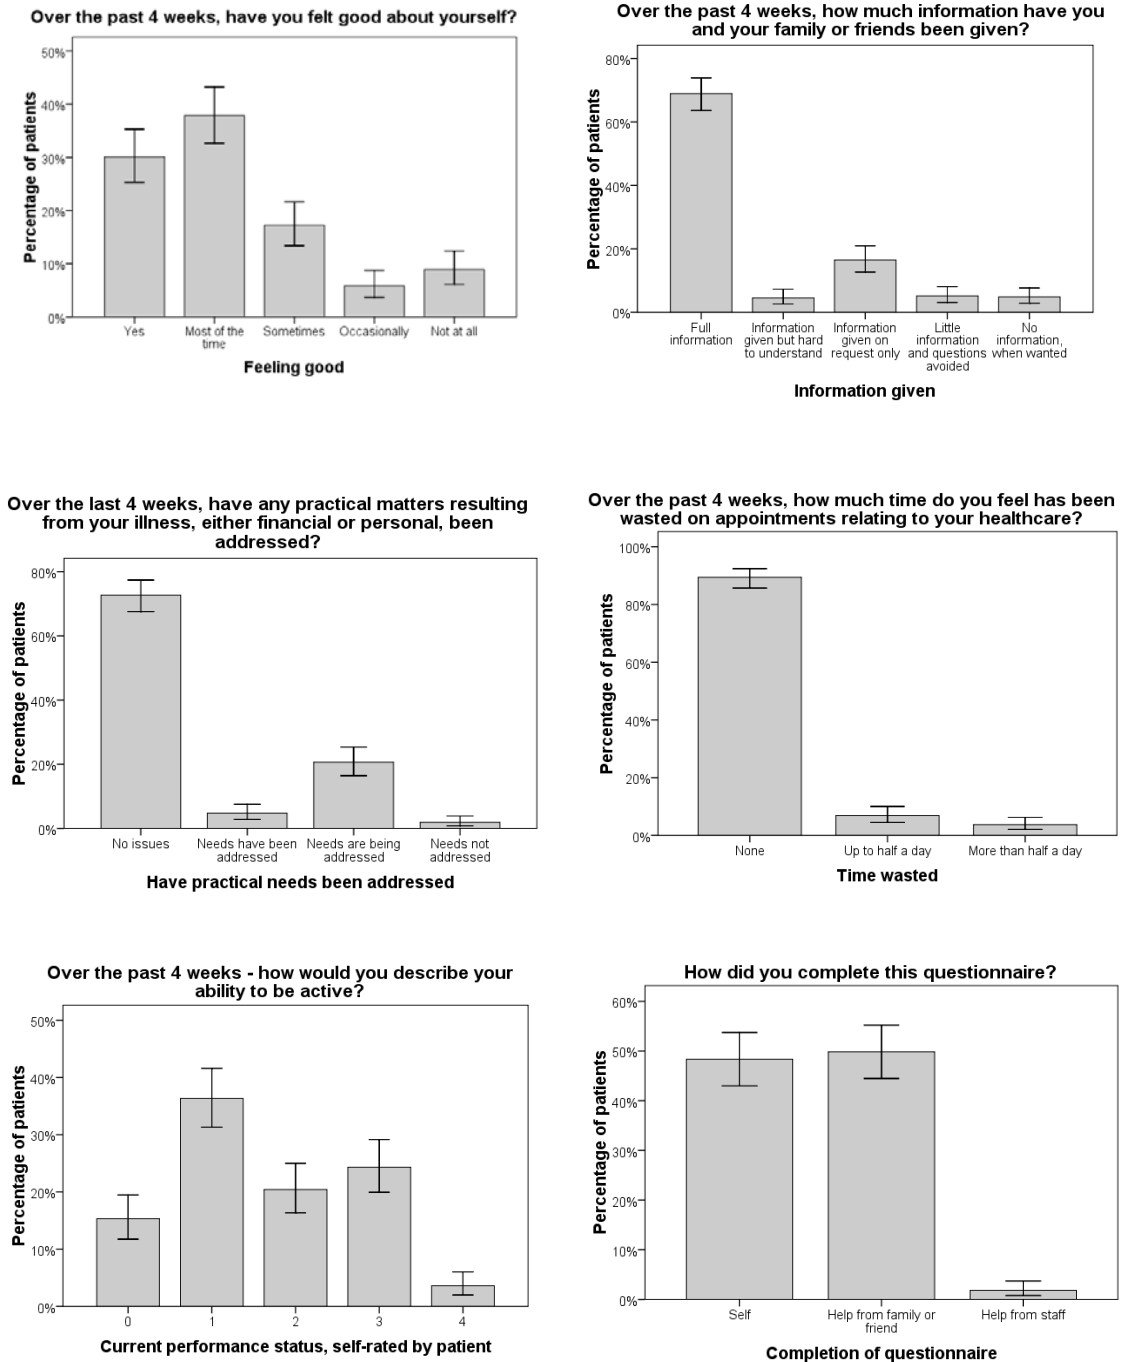 Over the past 4 weeks, have you felt good about yourself?
Percentage of patients
50%
40%
30%
20%
10%
0%
Yes
Most of the
time
Sometimes
Occasionally
Not at all
Feeling good
Over the past 4 weeks, how much information have you
and your family or friends been given?
Percentage of patients
80%
60%
40%
20%
0%
Full
information
Information
given but hard
to understand
Information
given on
request only
Little
information
and questions
avoided
No
information,
when wanted
Information given
Over the last 4 weeks, have any practical matters resulting
from your illness, either financial or personal, been
addressed?
Percentage of patients
80%
60%
40%
20%
0%
No issues
Needs have been
addressed
Needs are being
addressed
Needs not
addressed
Have practical needs been addressed
Over the past 4 weeks, how much time do you feel has been
wasted on appointments relating to your healthcare?
Percentage of patients
100%
80%
60%
40%
20%
0%
None
Up to half a day
More than half a day
Time wasted
Over the past 4 weeks - how would you describe your
ability to be active?
Percentage of patients
50%
40%
30%
20%
10%
0%
0
1
2
3
4
Current performance status, self-rated by patient
How did you complete this questionnaire?
Percentage of patients
60%
50%
40%
30%
20%
10%
0%
Self
Help from family or
friend
Help from staff
Completion of questionnaire